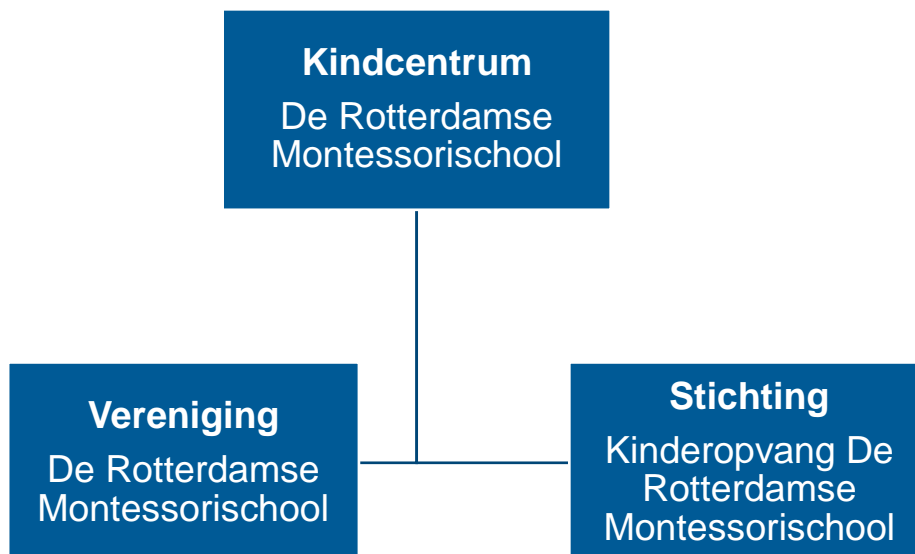 Kindcentrum
De Rotterdamse
Montessorischool
Vereniging
De Rotterdamse
Montessorischool
Stichting
Kinderopvang De
Rotterdamse
Montessorischool